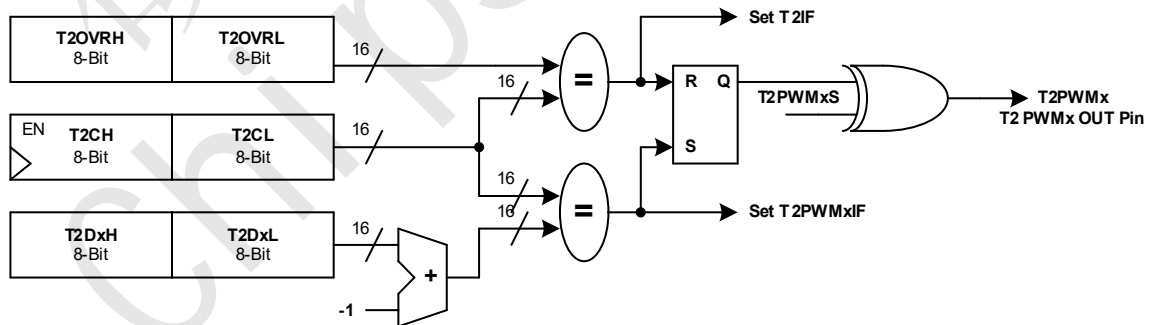 Set T2IF
T2OVRH
8-Bit
T2OVRL
8-Bit
16
=
16
R Q
T2PWMxS
T2PWMx
T2 PWMx OUT Pin
EN
T2CH
8-Bit
T2CL
8-Bit
16
S
16
=
16
Set T2PWMxIF
T2DxH
8-Bit
T2DxL
8-Bit
16
+
-1
chips